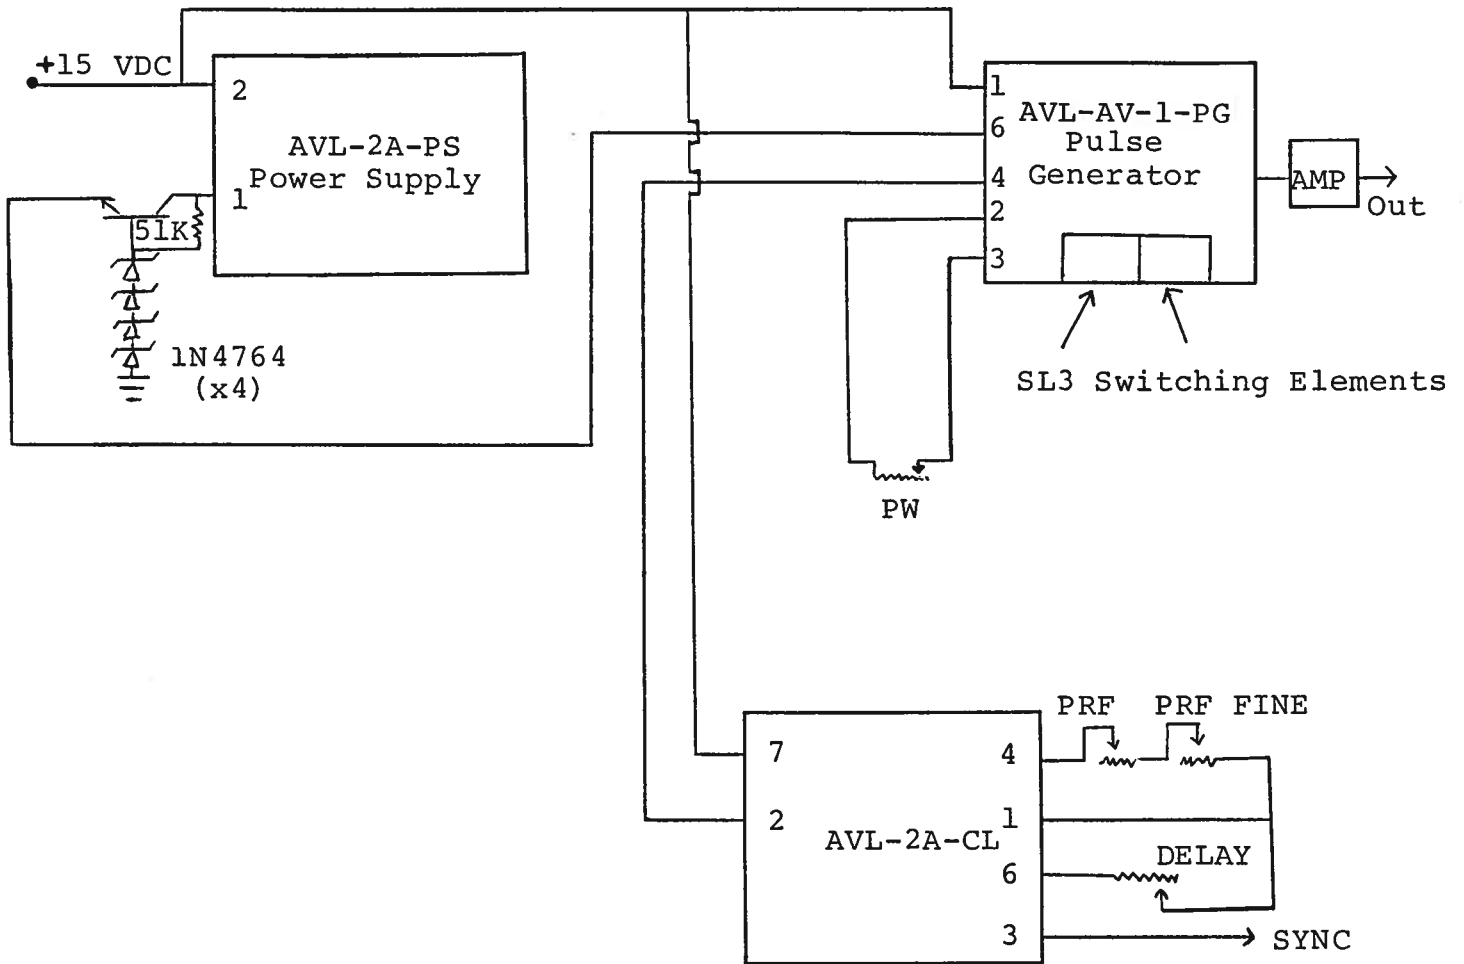 +15 VDC
2
AVL-2A-PS
Power Supply
1
51K
1N4764
(x4)
1
6
4
2
3
AVL-AV-1-PG
Pulse
Generator
AMP
Out
SL3 Switching Elements
PW
PRF
PRF FINE
7
2
AVL-2A-CL
4
1
6
3
DELAY
SYNC